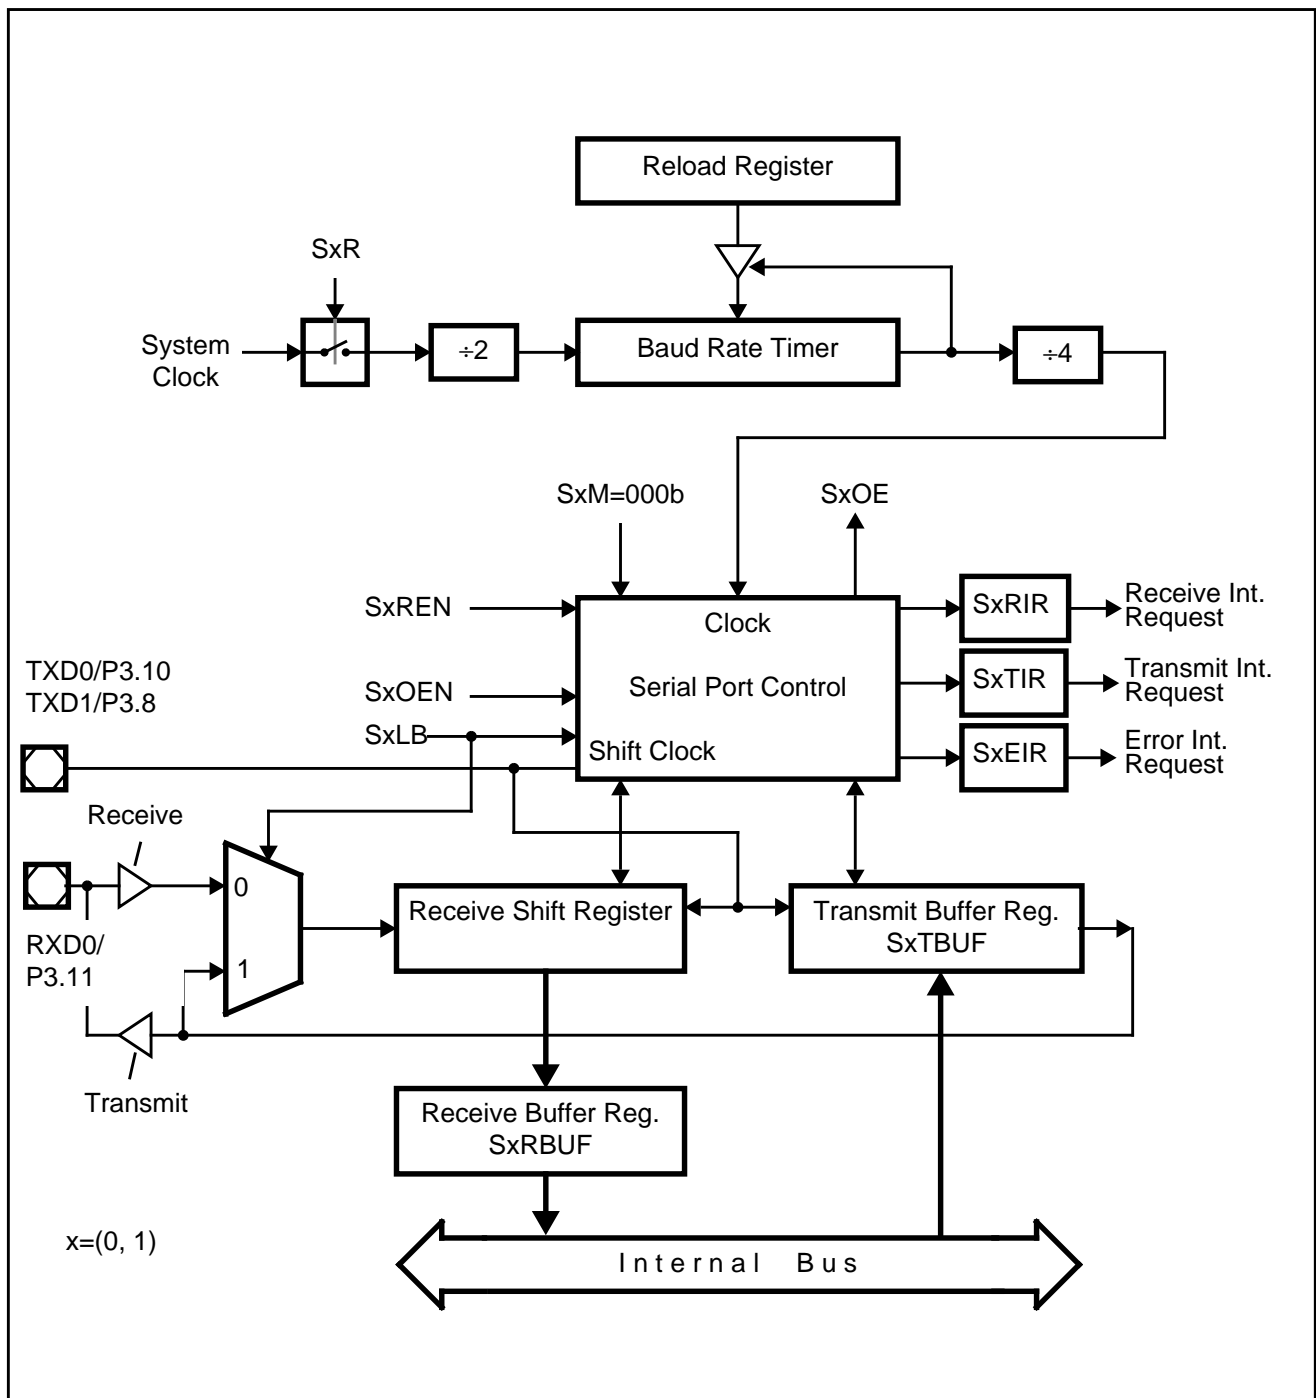 Reload Register
SxR
System
Clock
÷2
Baud Rate Timer
÷4
SxM=000b
SxOE
SxREN
Clock
SxRIR
Receive Int.
Request
TXD0/P3.10
TXD1/P3.8
SxOEN
Serial Port Control
SxTIR
Transmit Int.
Request
SxLB
Shift Clock
SxEIR
Error Int.
Request
Receive
0
Receive Shift Register
Transmit Buffer Reg.
SxTBUF
RXD0/
P3.11
1
Transmit
Receive Buffer Reg.
SxRBUF
x=(0, 1)
Internal Bus